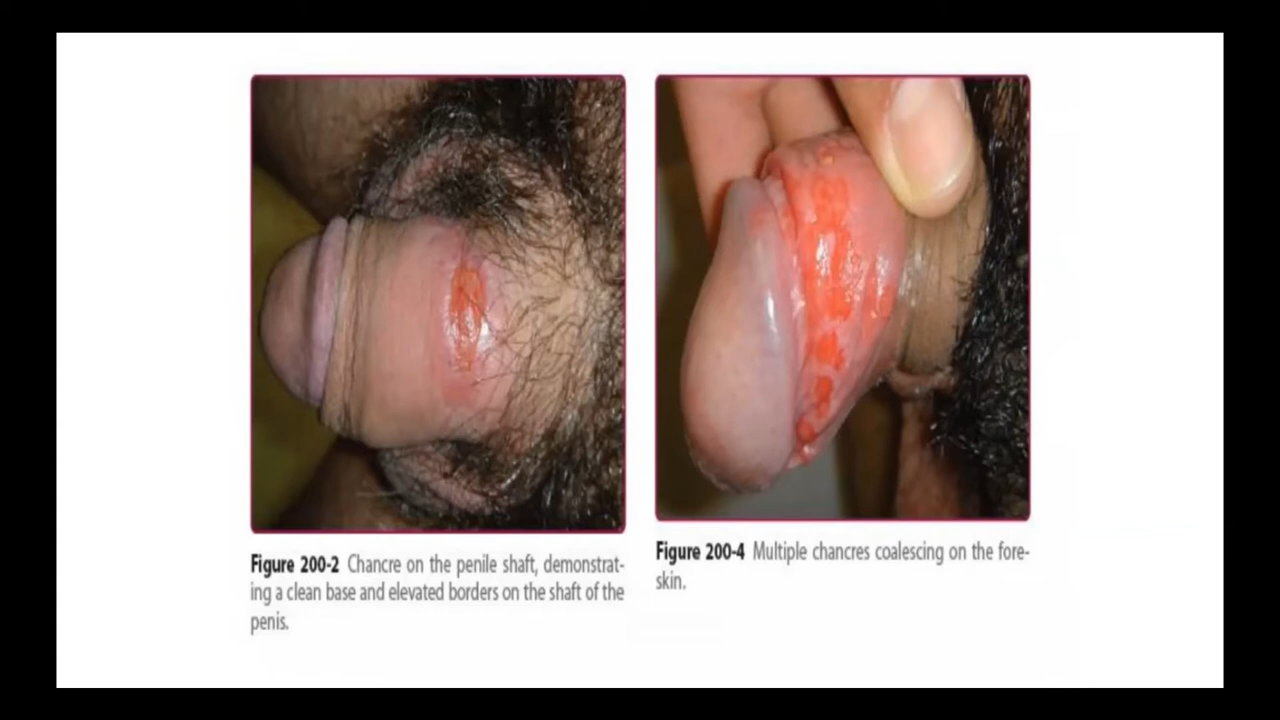 Figure 200-2 Chancre on the penile shaft, demonstrat-
ing a clean base and elevated borders on the shaft of the
penis.
Figure 200-4 Multiple chancres coalescing on the fore-
skin.